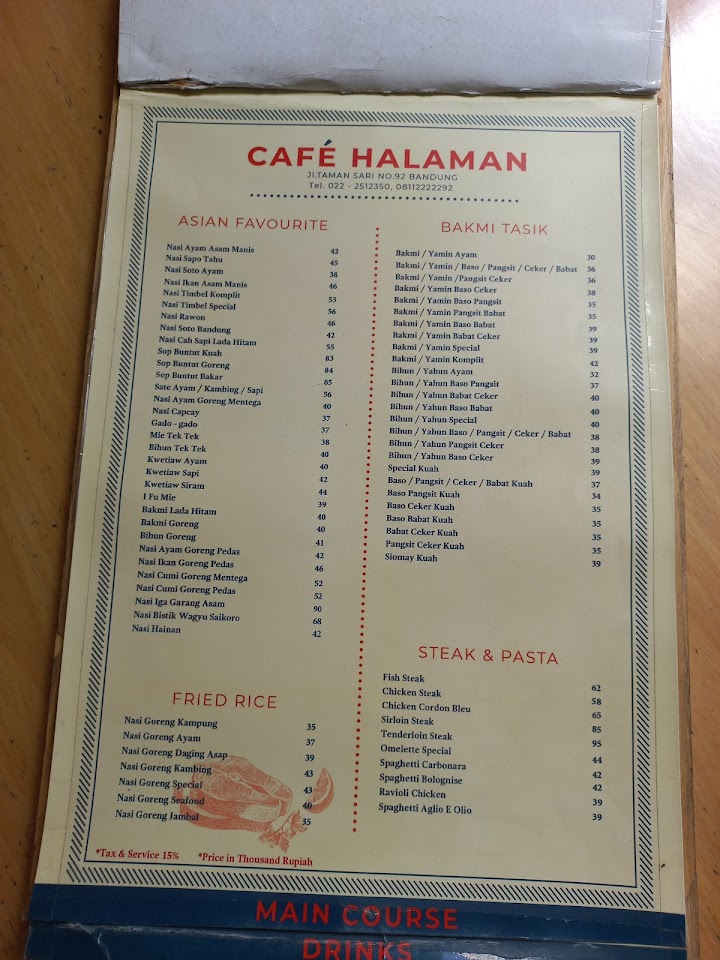 CAFÉ HALAMAN
Jl.TAMAN SARI NO.92 BANDUNG
Tel. 022 - 2512350, 08112222292
ASIAN FAVOURITE
Nasi Ayam Asam Manis 42
Nasi Sapo Tahu 45
Nasi Soto Ayam 38
Nasi Ikan Asam Manis 46
Nasi Timbel Komplit 53
Nasi Timbel Special 56
Nasi Rawon 46
Nasi Soto Bandung 42
Nasi Cah Sapi Lada Hitam 55
Sop Buntut Kuah 83
Sop Buntut Goreng 84
Sop Buntut Bakar 85
Sate Ayam / Kambing / Sapi 56
Nasi Ayam Goreng Mentega 40
Nasi Capcay 37
Gado - gado 37
Mie Tek Tek 38
Bihun Tek Tek 40
Kwetiaw Ayam 40
Kwetiaw Sapi 42
Kwetiaw Siram 44
I Fu Mie 39
Bakmi Lada Hitam 40
Bakmi Goreng 40
Bihun Goreng 41
Nasi Ayam Goreng Pedas 42
Nasi Ikan Goreng Pedas 46
Nasi Cumi Goreng Mentega 52
Nasi Cumi Goreng Pedas 52
Nasi Iga Garang Asam 90
Nasi Bistik Wagyu Saikoro 68
Nasi Hainan 42
FRIED RICE
Nasi Goreng Kampung 35
Nasi Goreng Ayam 37
Nasi Goreng Daging Asap 39
Nasi Goreng Kambing 43
Nasi Goreng Special 43
Nasi Goreng Seafood 40
Nasi Goreng Jambal 35
*Tax & Service 15% *Price in Thousand Rupiah
BAKMI TASIK
Bakmi / Yamin Ayam 30
Bakmi / Yamin / Baso / Pangsit / Ceker / Babat 36
Bakmi / Yamin /Pangsit Ceker 36
Bakmi / Yamin Baso Ceker 38
Bakmi / Yamin Baso Pangsit 35
Bakmi / Yamin Pangsit Babat 35
Bakmi / Yamin Baso Babat 39
Bakmi / Yamin Babat Ceker 39
Bakmi / Yamin Special 39
Bakmi / Yamin Komplit 42
Bihun / Yahun Ayam 32
Bihun / Yahun Baso Pangsit 37
Bihun / Yahun Babat Ceker 40
Bihun / Yahun Baso Babat 40
Bihun / Yahun Special 40
Bihun / Yahun Baso / Pangsit / Ceker / Babat 38
Bihun / Yahun Pangsit Ceker 38
Bihun / Yahun Baso Ceker 39
Special Kuah 39
Baso / Pangsit / Ceker / Babat Kuah 37
Baso Pangsit Kuah 34
Baso Ceker Kuah 35
Baso Babat Kuah 35
Babat Ceker Kuah 35
Pangsit Ceker Kuah 35
Siomay Kuah 39
STEAK & PASTA
Fish Steak 62
Chicken Steak 58
Chicken Cordon Bleu 65
Sirloin Steak 85
Tenderloin Steak 95
Omelette Special 44
Spaghetti Carbonara 42
Spaghetti Bolognise 42
Ravioli Chicken 39
Spaghetti Aglio E Olio 39
MAIN COURSE
DRINKS